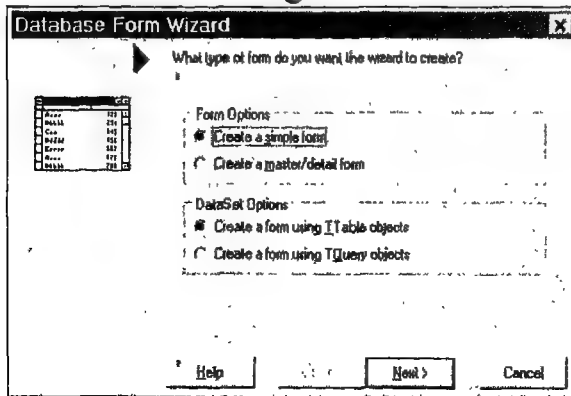 Database Form Wizard
What type of form do you want the wizard to create?
Form Options
Create a simple form
Create a master/detail form
DataSet Options
Create a form using TTable objects
Create a form using TQuery objects
Help
Next >
Cancel